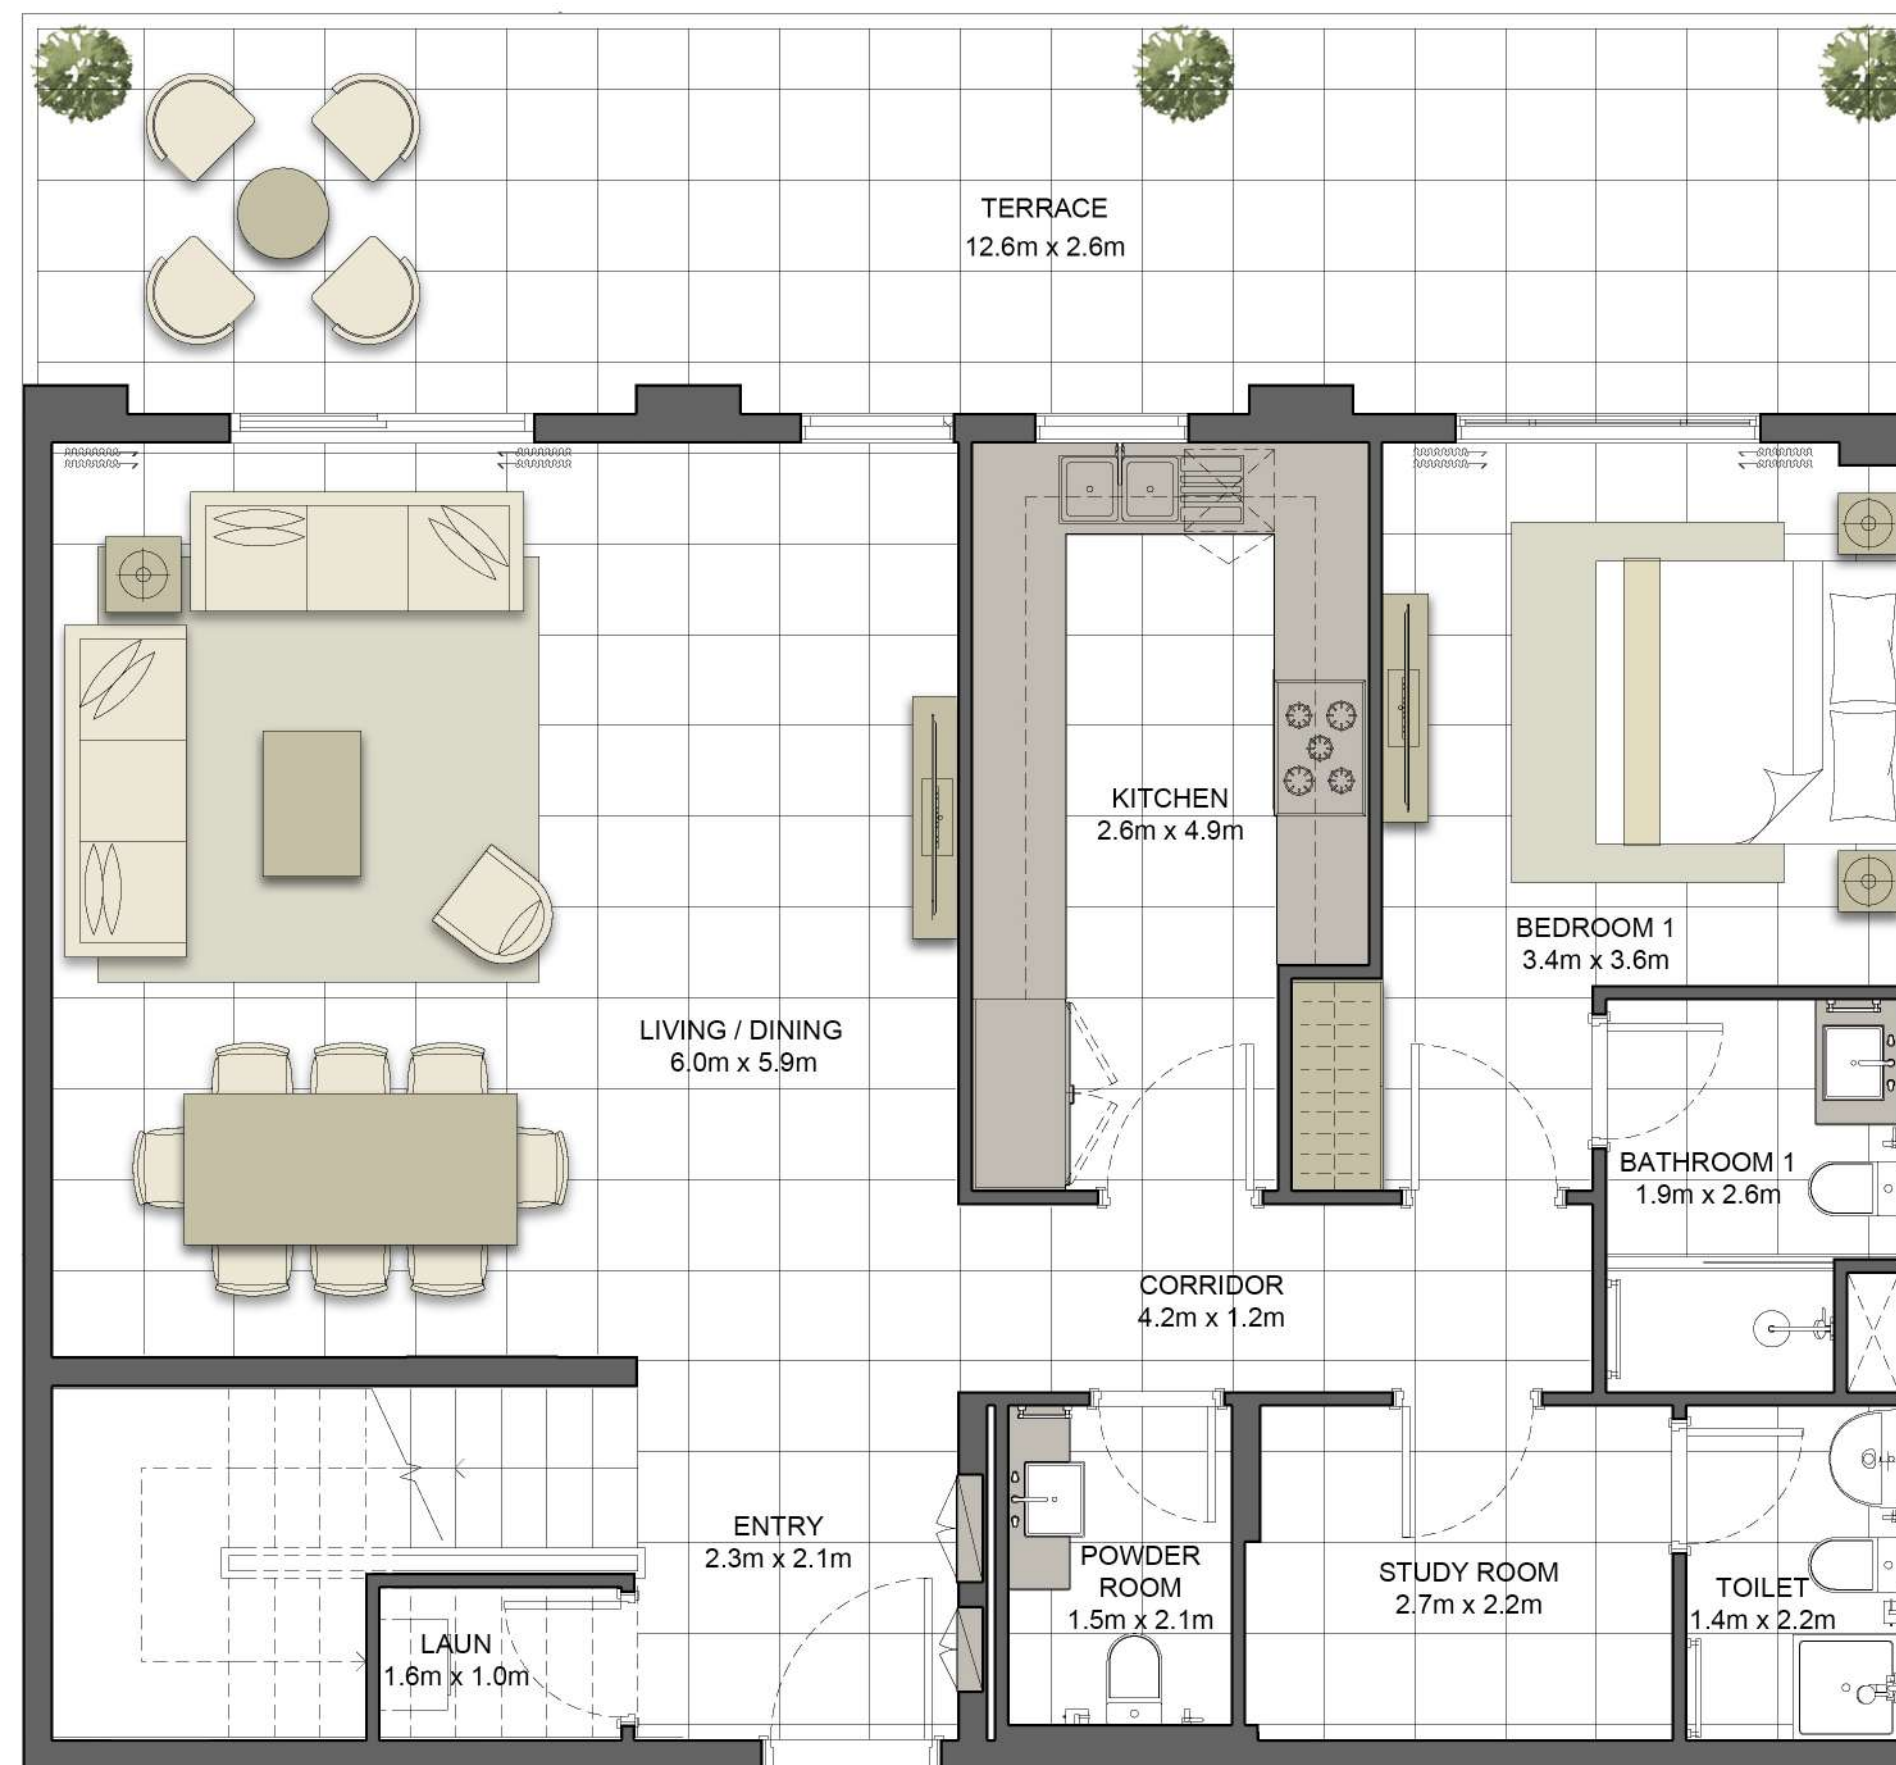 TERRACE
12.6m x 2.6m
KITCHEN
2.6m x 4.9m
BEDROOM 1
3.4m x 3.6m
LIVING / DINING
6.0m x 5.9m
BATHROOM 1
1.9m x 2.6m
CORRIDOR
4.2m x 1.2m
ENTRY
2.3m x 2.1m
POWDER
ROOM
1.5m x 2.1m
STUDY ROOM
2.7m x 2.2m
TOILET
1.4m x 2.2m
LAUN
1.6m x 1.0m